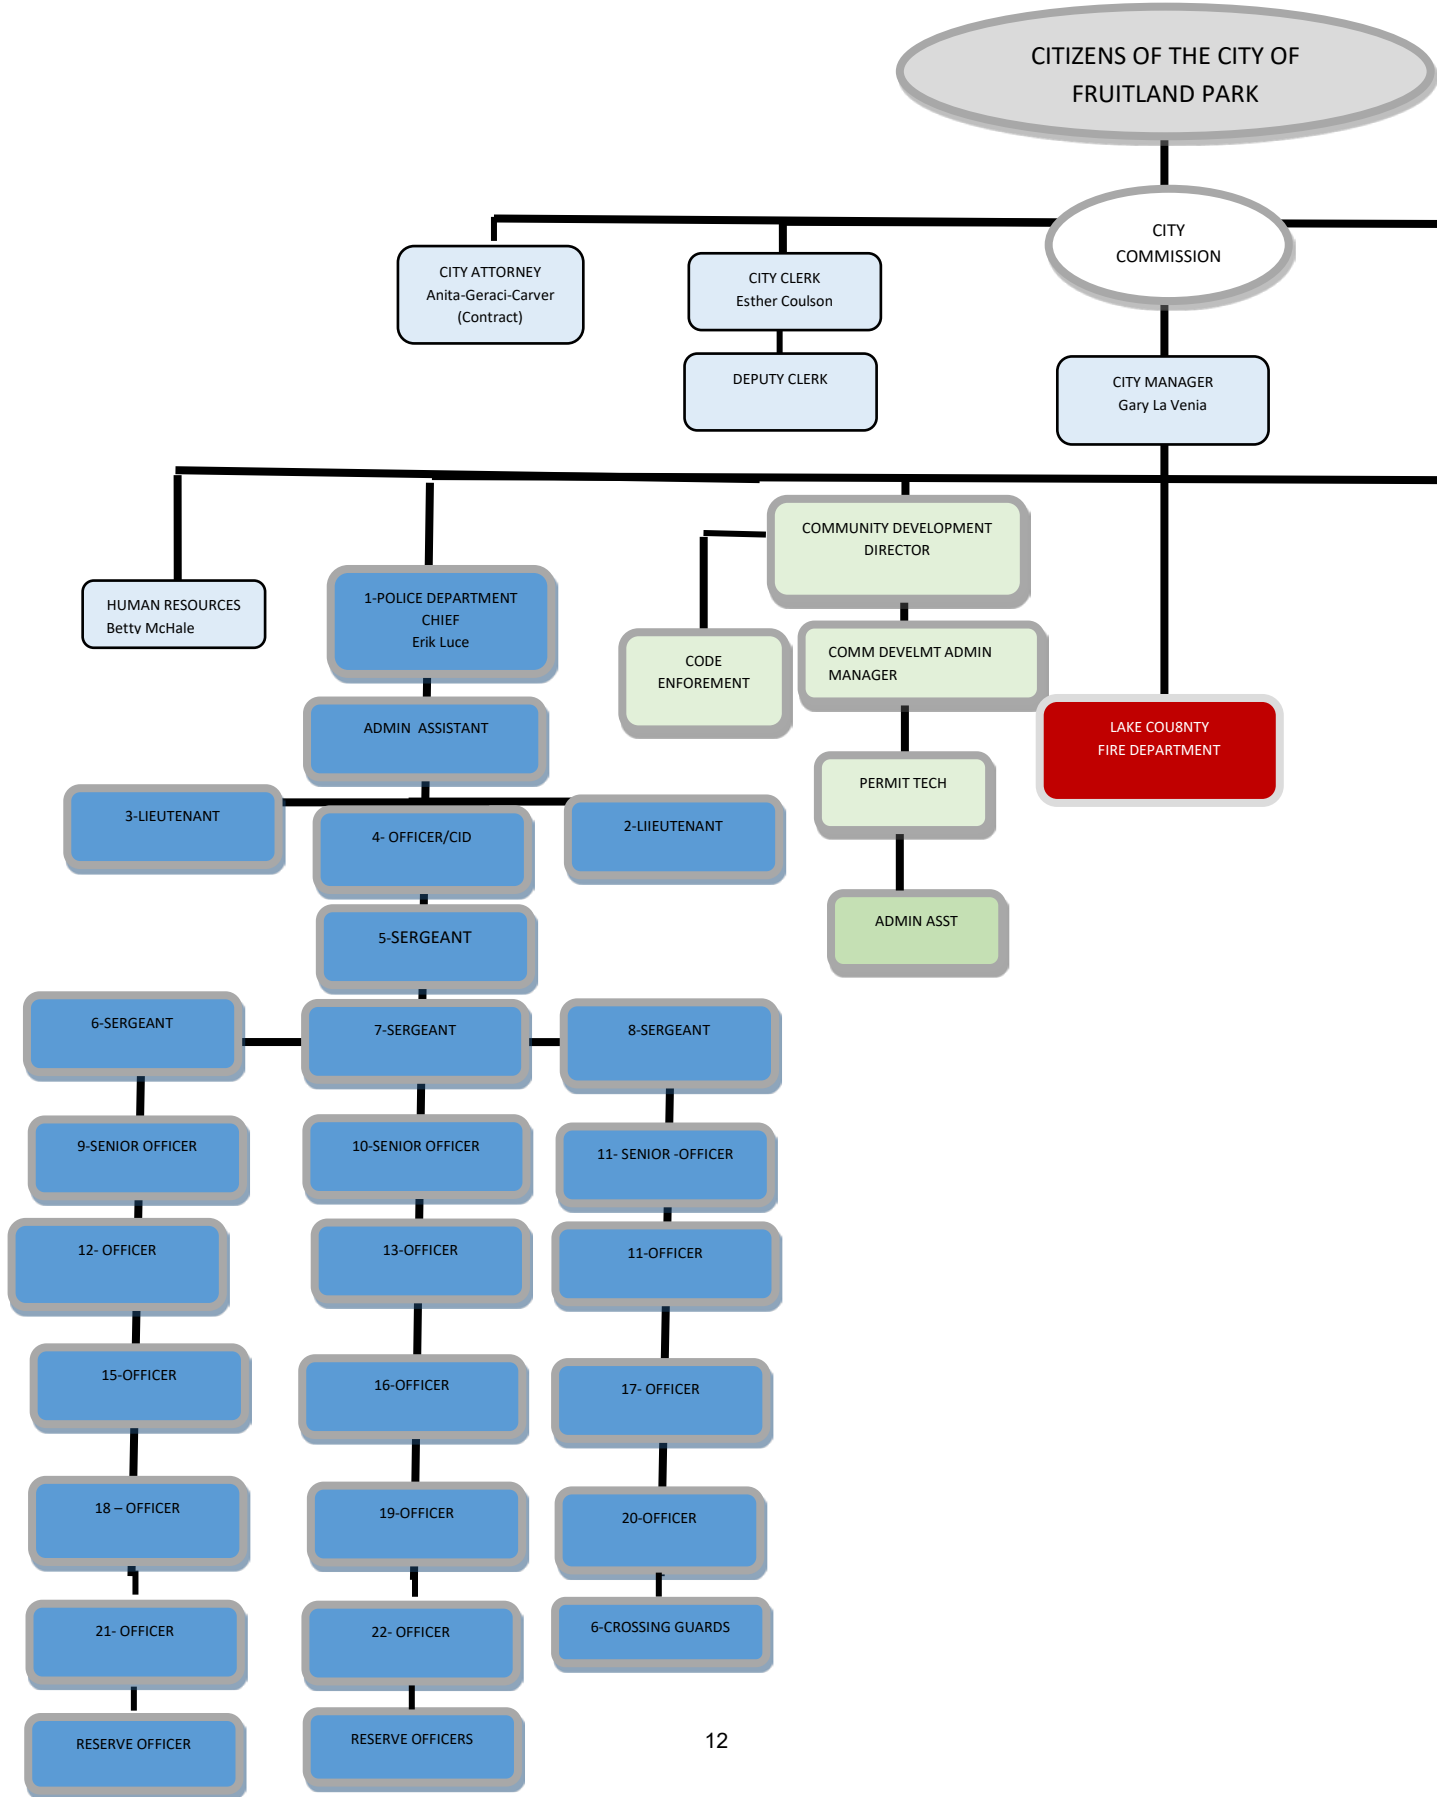 CITIZENS OF THE CITY OF
FRUITLAND PARK
CITY
COMMISSION
CITY ATTORNEY
Anita-Geraci-Carver
(Contract)
CITY CLERK
Esther Coulson
DEPUTY CLERK
CITY MANAGER
Gary La Venia
COMMUNITY DEVELOPMENT
DIRECTOR
HUMAN RESOURCES
Betty McHale
1-POLICE DEPARTMENT
CHIEF
Erik Luce
CODE
ENFOREMENT
COMM DEVELMT ADMIN
MANAGER
ADMIN  ASSISTANT
LAKE COU8NTY
FIRE DEPARTMENT
PERMIT TECH
3-LIEUTENANT
4- OFFICER/CID
2-LIIEUTENANT
ADMIN ASST
5-SERGEANT
6-SERGEANT
7-SERGEANT
8-SERGEANT
9-SENIOR OFFICER
10-SENIOR OFFICER
11- SENIOR -OFFICER
12- OFFICER
13-OFFICER
11-OFFICER
15-OFFICER
16-OFFICER
17- OFFICER
18 – OFFICER
19-OFFICER
20-OFFICER
21- OFFICER
22- OFFICER
6-CROSSING GUARDS
RESERVE OFFICER
RESERVE OFFICERS
12